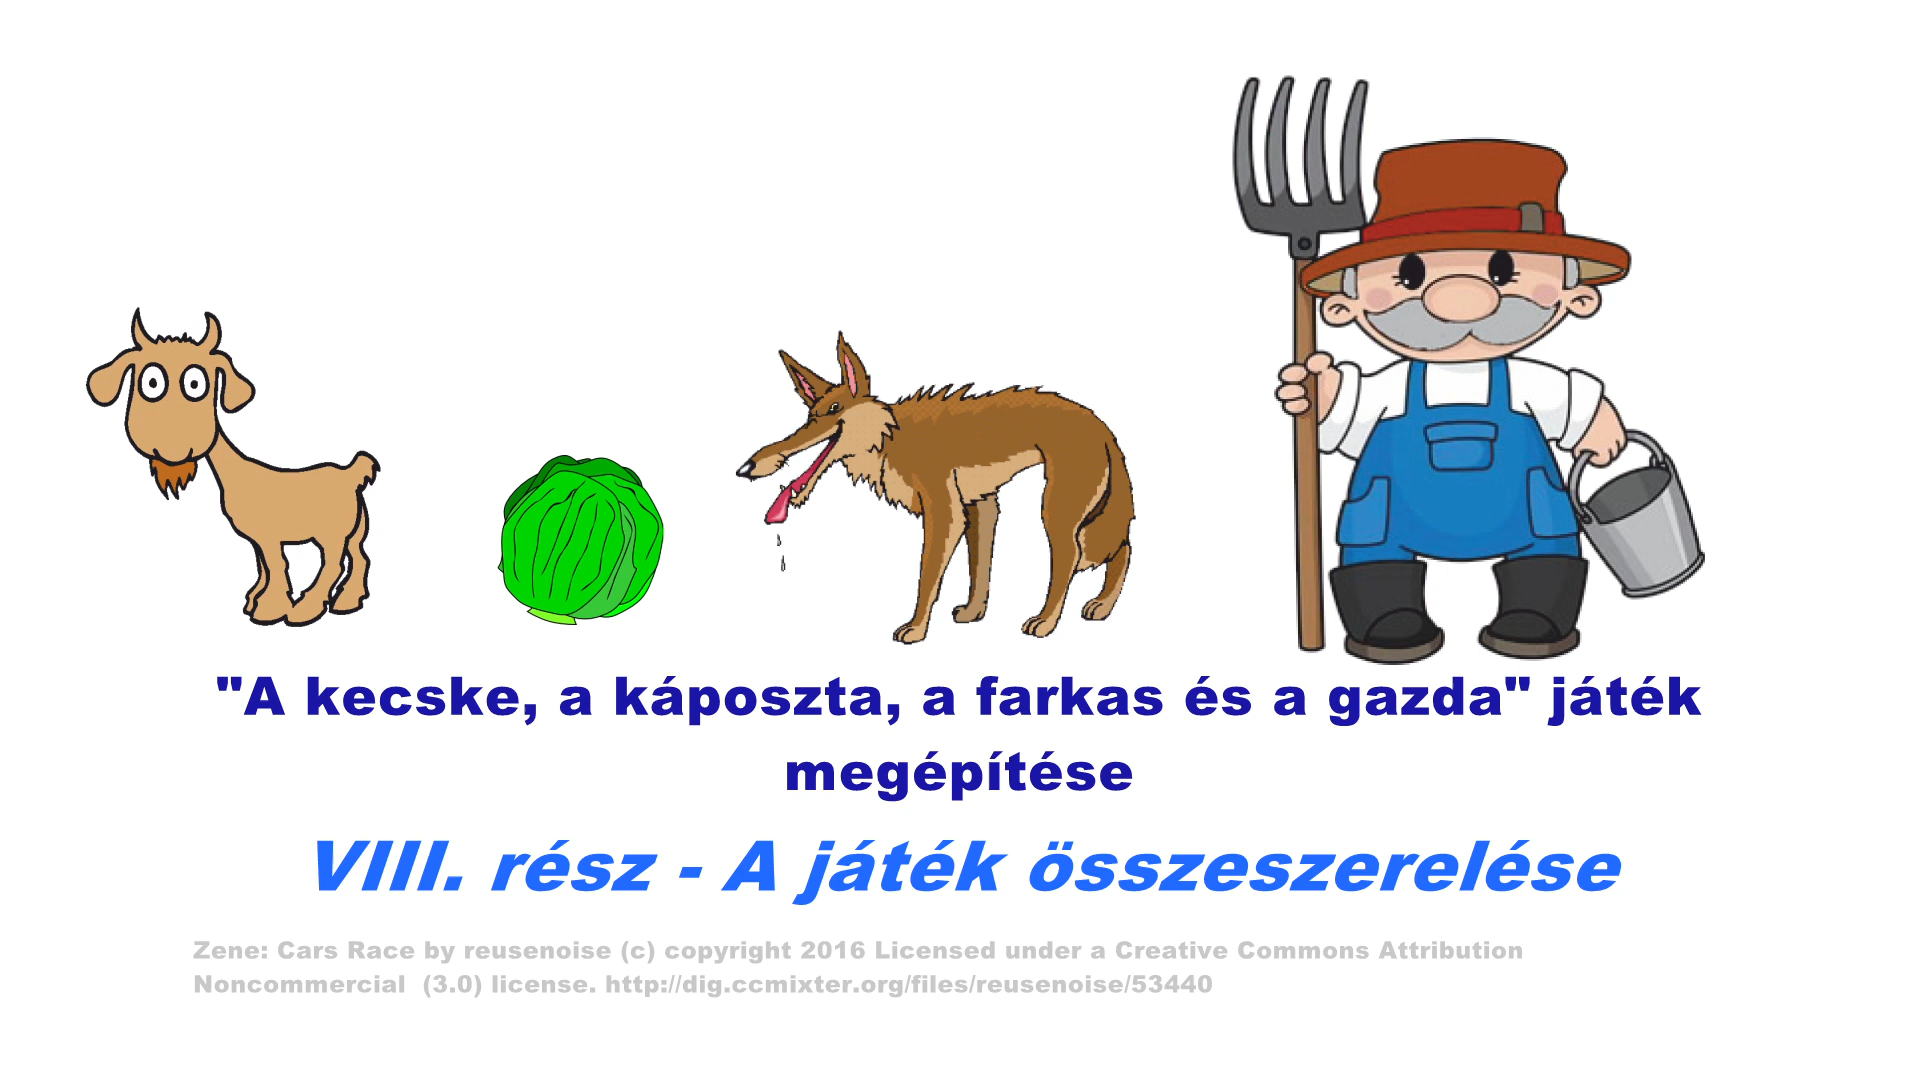 "A kecske, a káposzta, a farkas és a gazda" játék
megépítése
VIII. rész - A játék összeszerelése
Zene: Cars Race by reusenoise (c) copyright 2016 Licensed under a Creative Commons Attribution
Noncommercial  (3.0) license. http://dig.ccmixter.org/files/reusenoise/53440